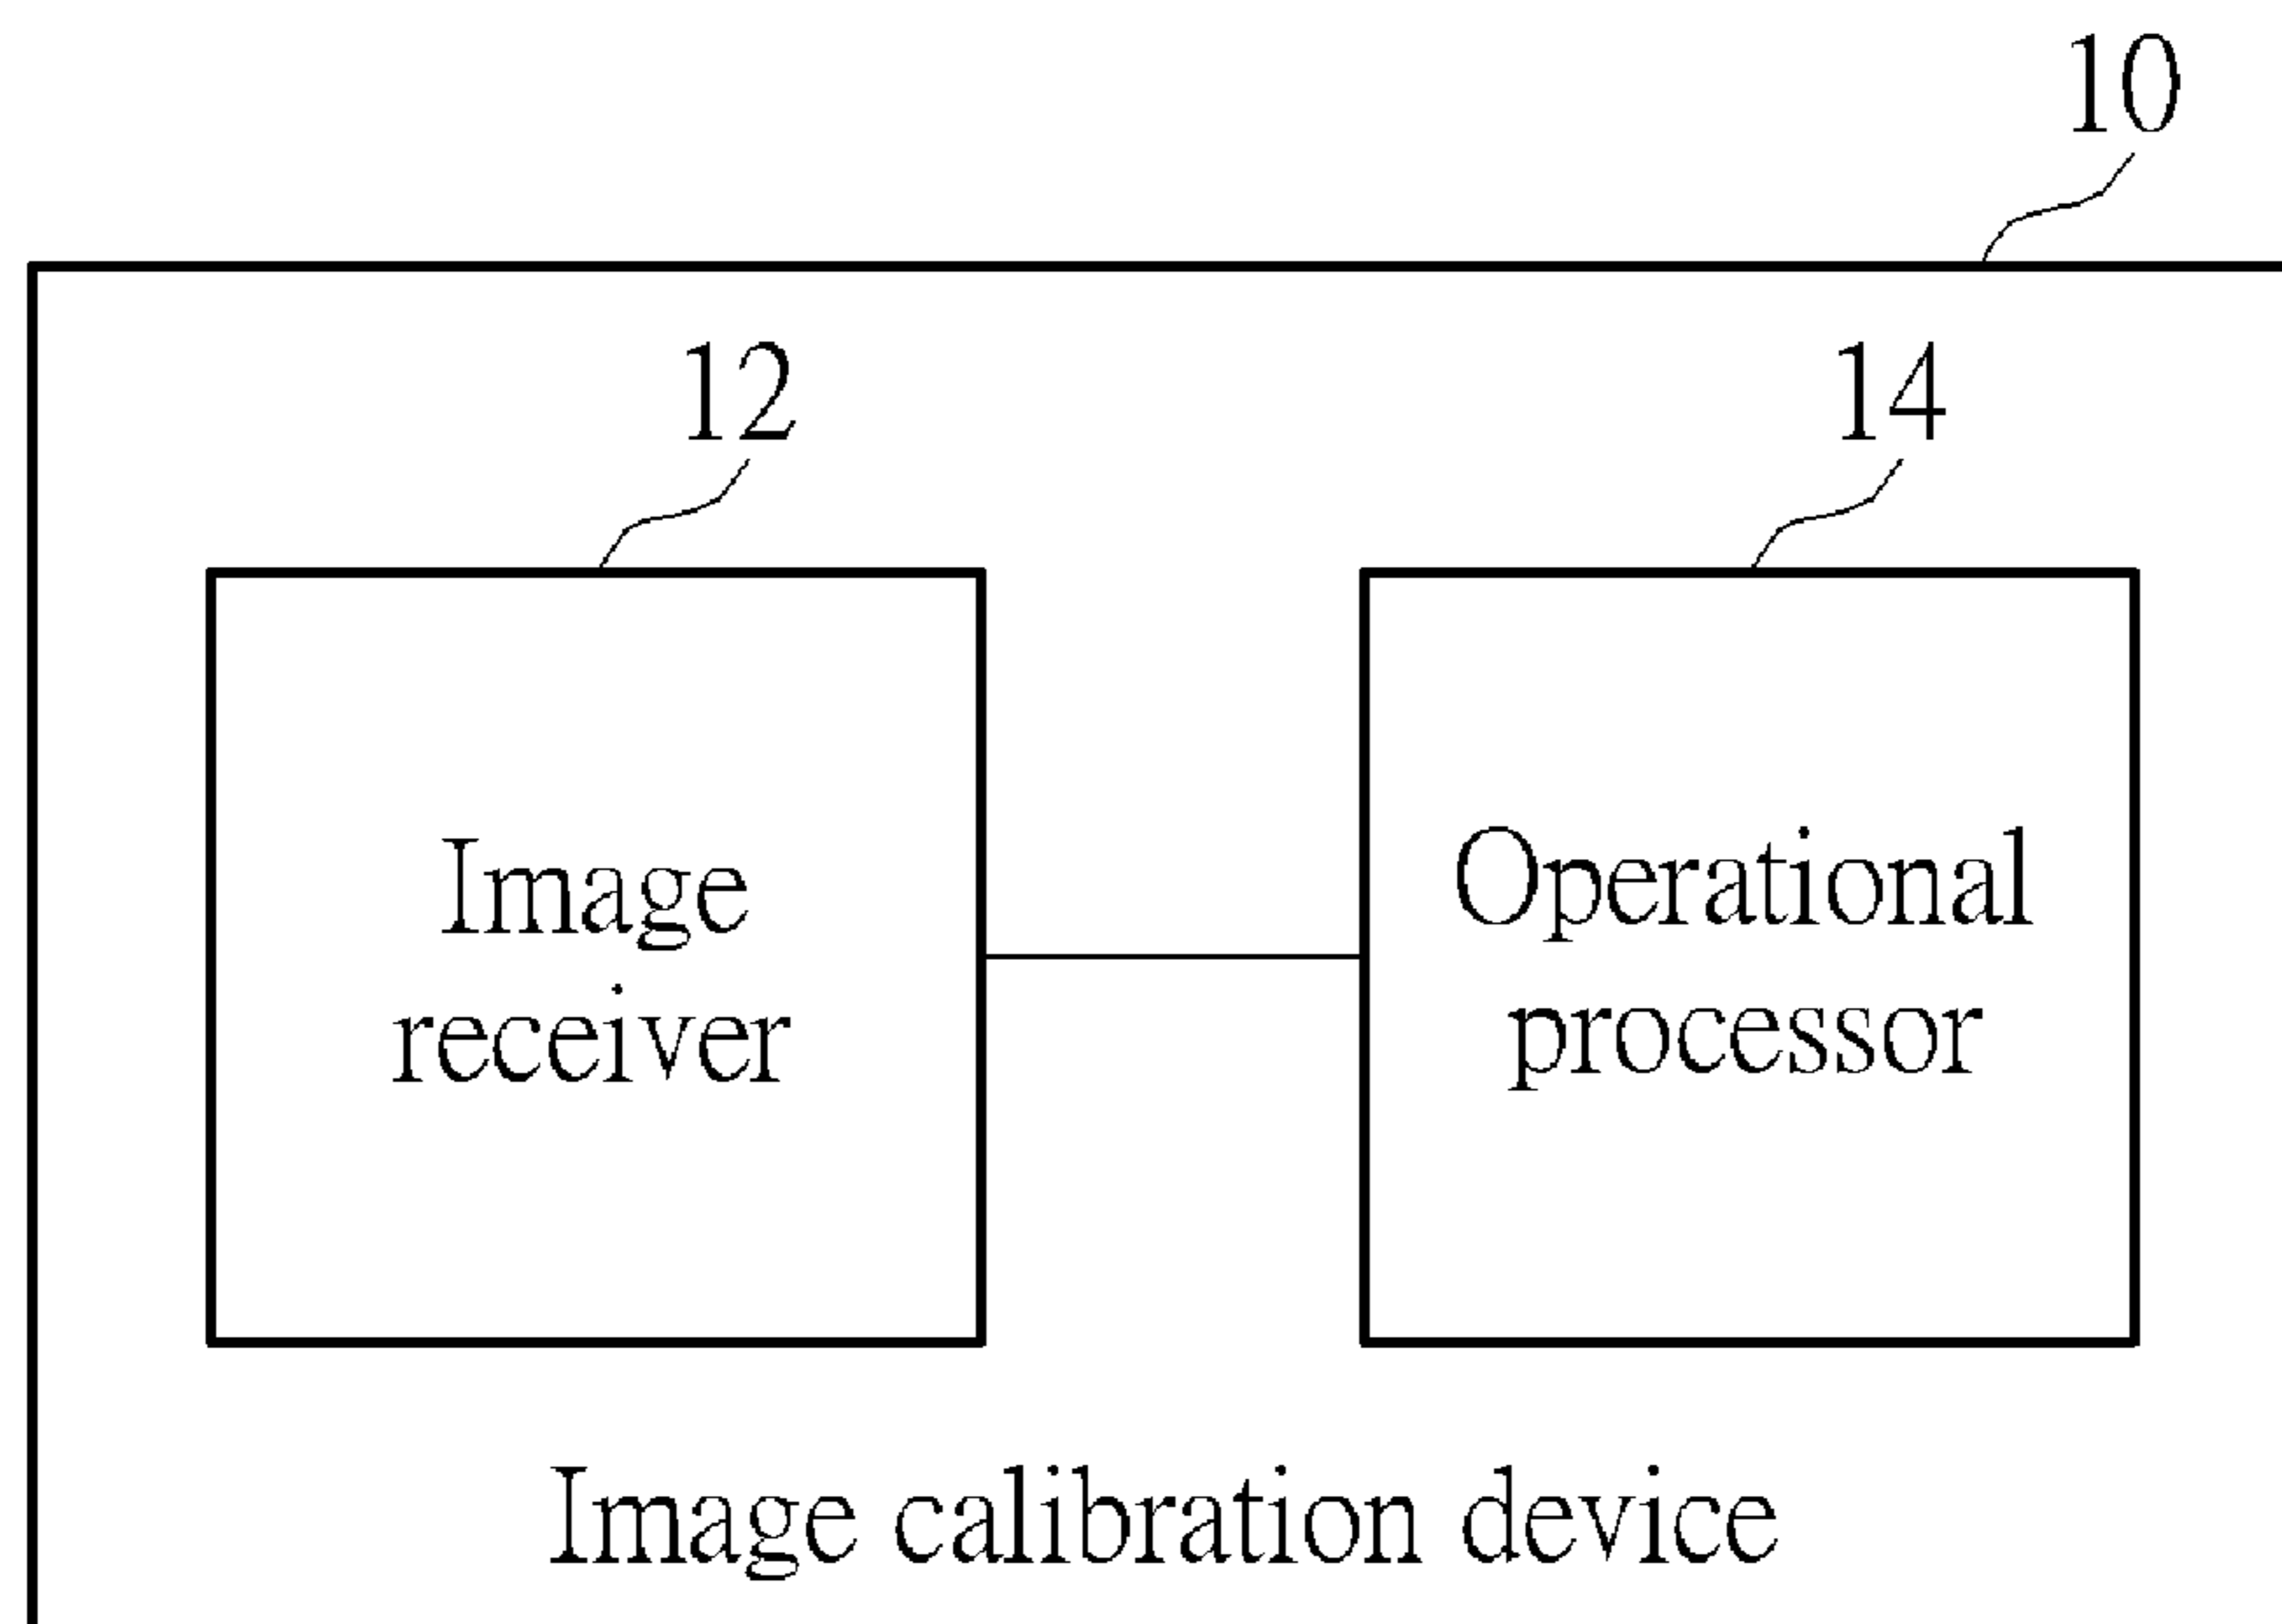 10
12
14
Image
receiver
Operational
processor
Image calibration device